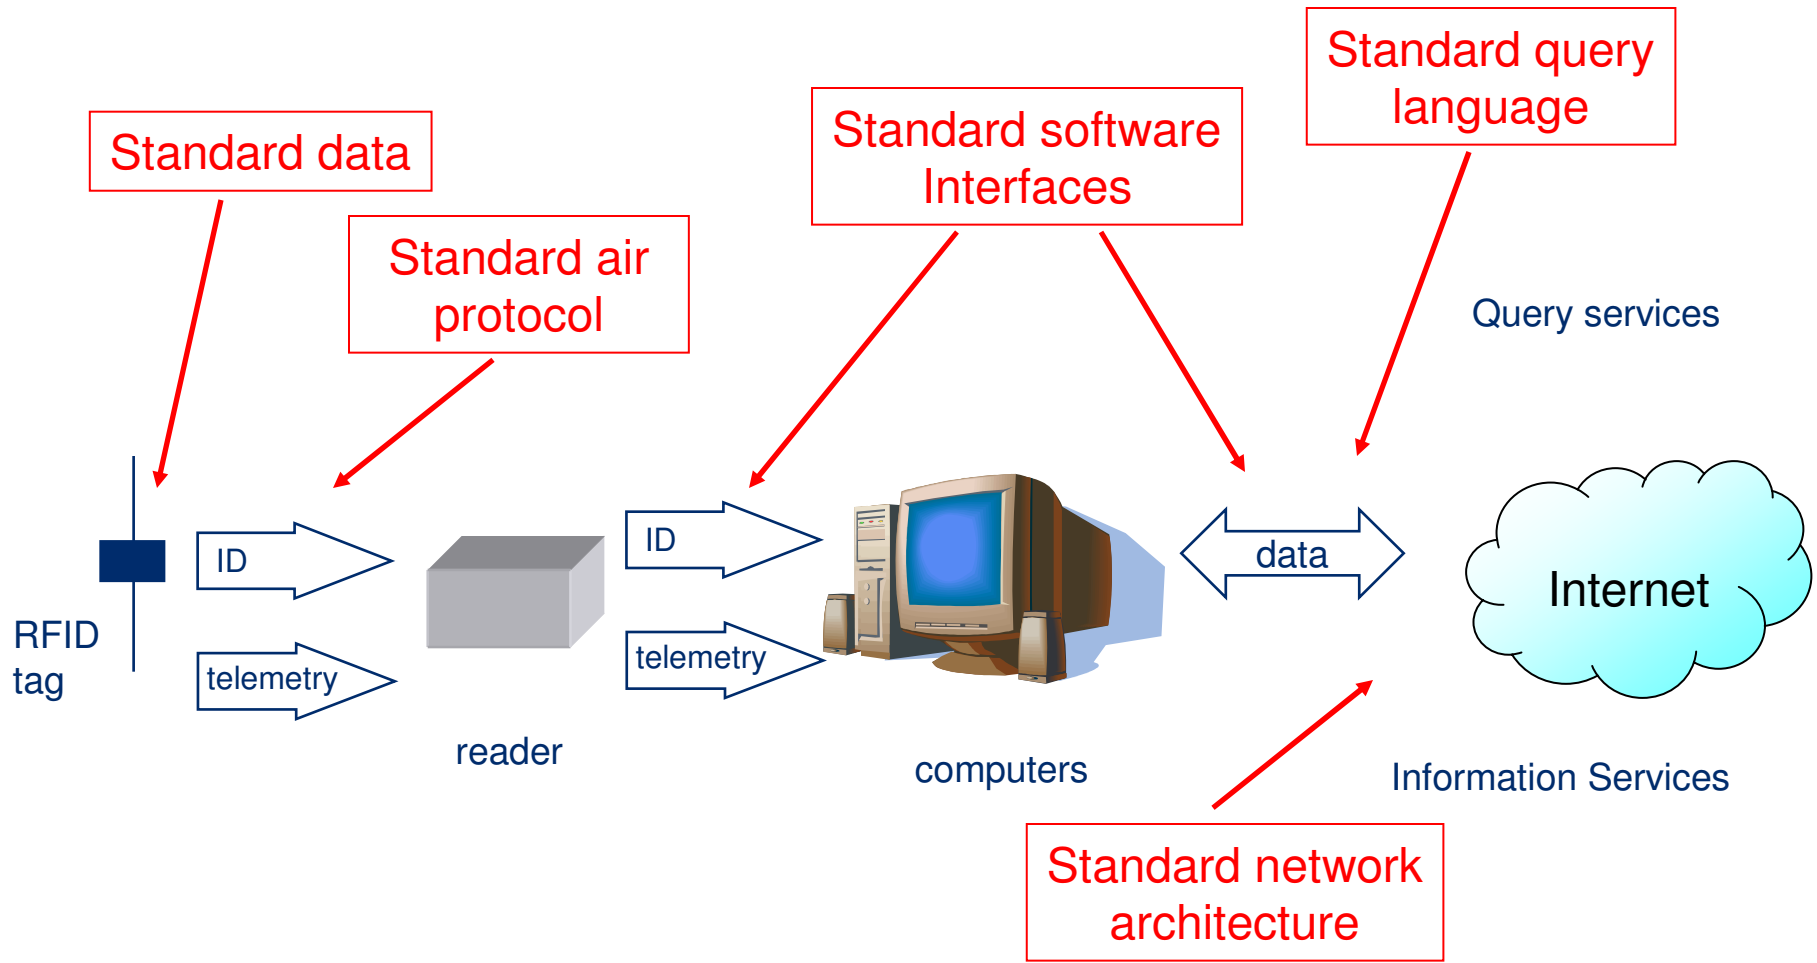 Standard query
language
Standard software
Interfaces
Standard data
Standard air
protocol
Query services
ID
ID
data
Internet
RFID
tag
telemetry
telemetry
reader
computers
Information Services
Standard network
architecture